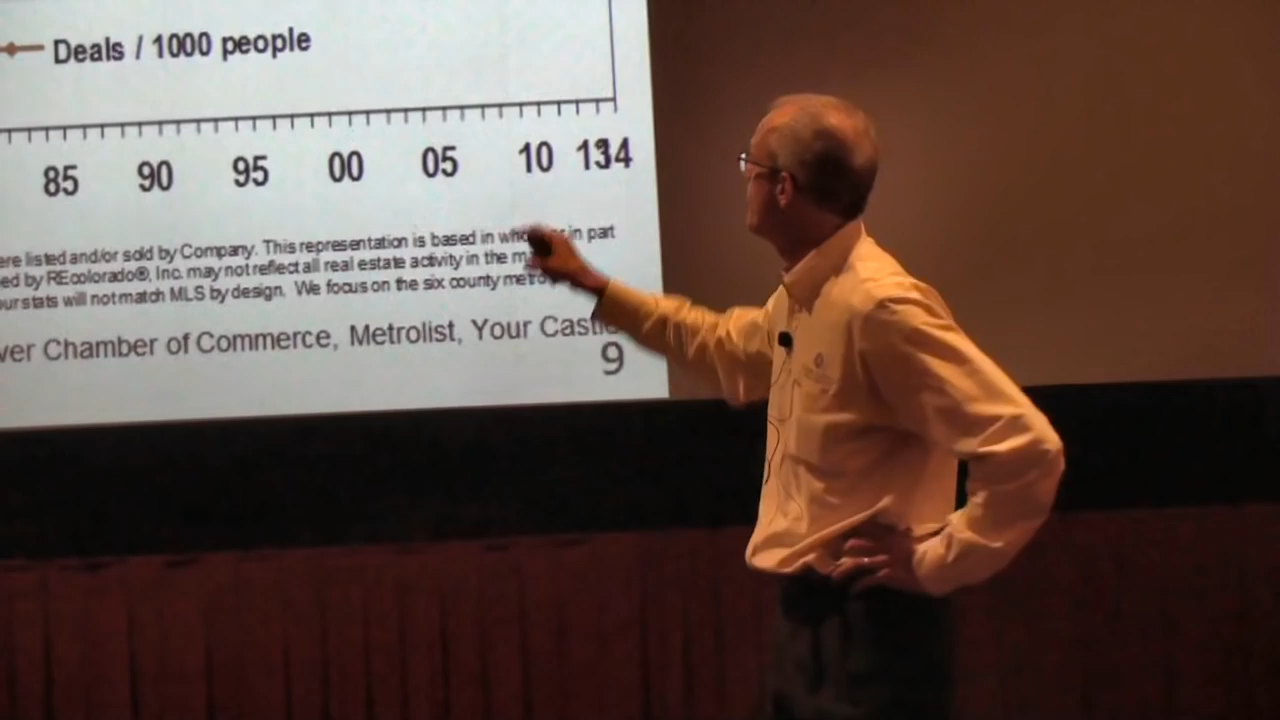 Deals / 1000 people
85 90 95 00 05 10 134
ere listed and/or sold by Company. This representation is based in in part
ed by REcolorado®, Inc. may not reflect all real estate activity in the
our stats will not match MLS by design. We focus on the six county metro
ver Chamber of Commerce, Metrolist, Your Castle
9